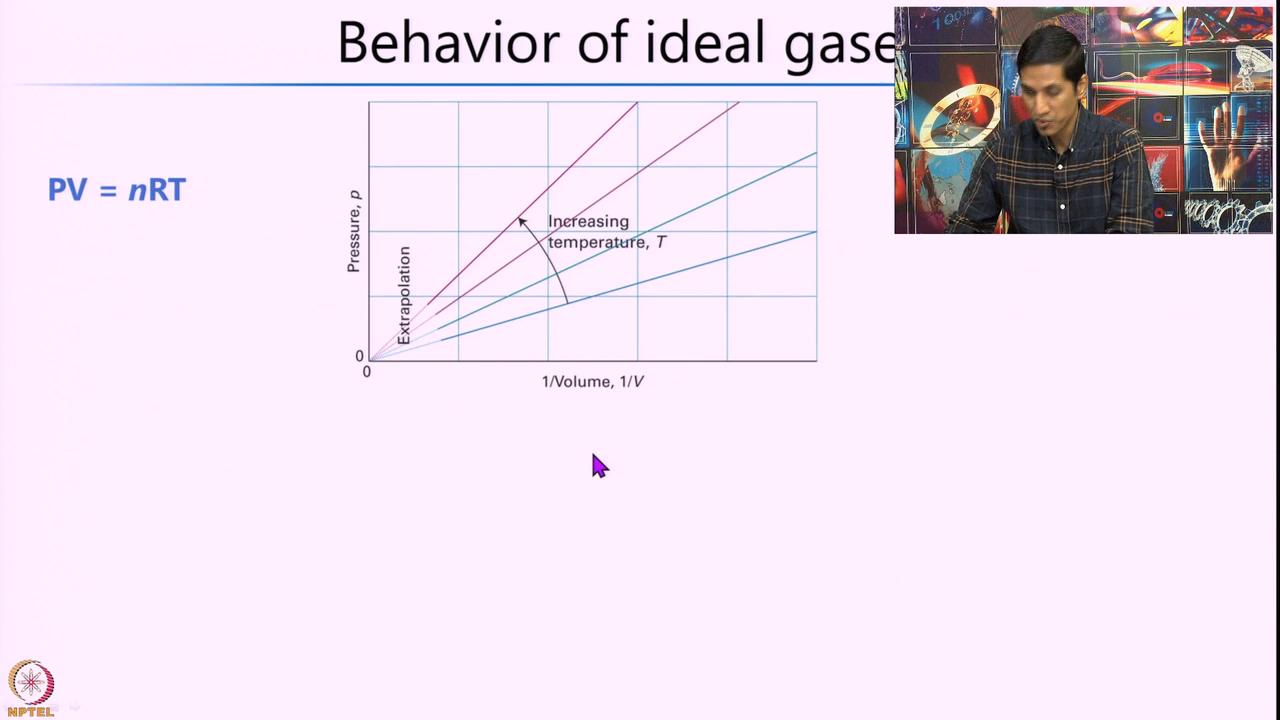 Behavior of ideal gase
PV = nRT
Pressure, p
Extrapolation
Increasing
temperature, T
0
0
1/Volume, 1/V
NPTEL